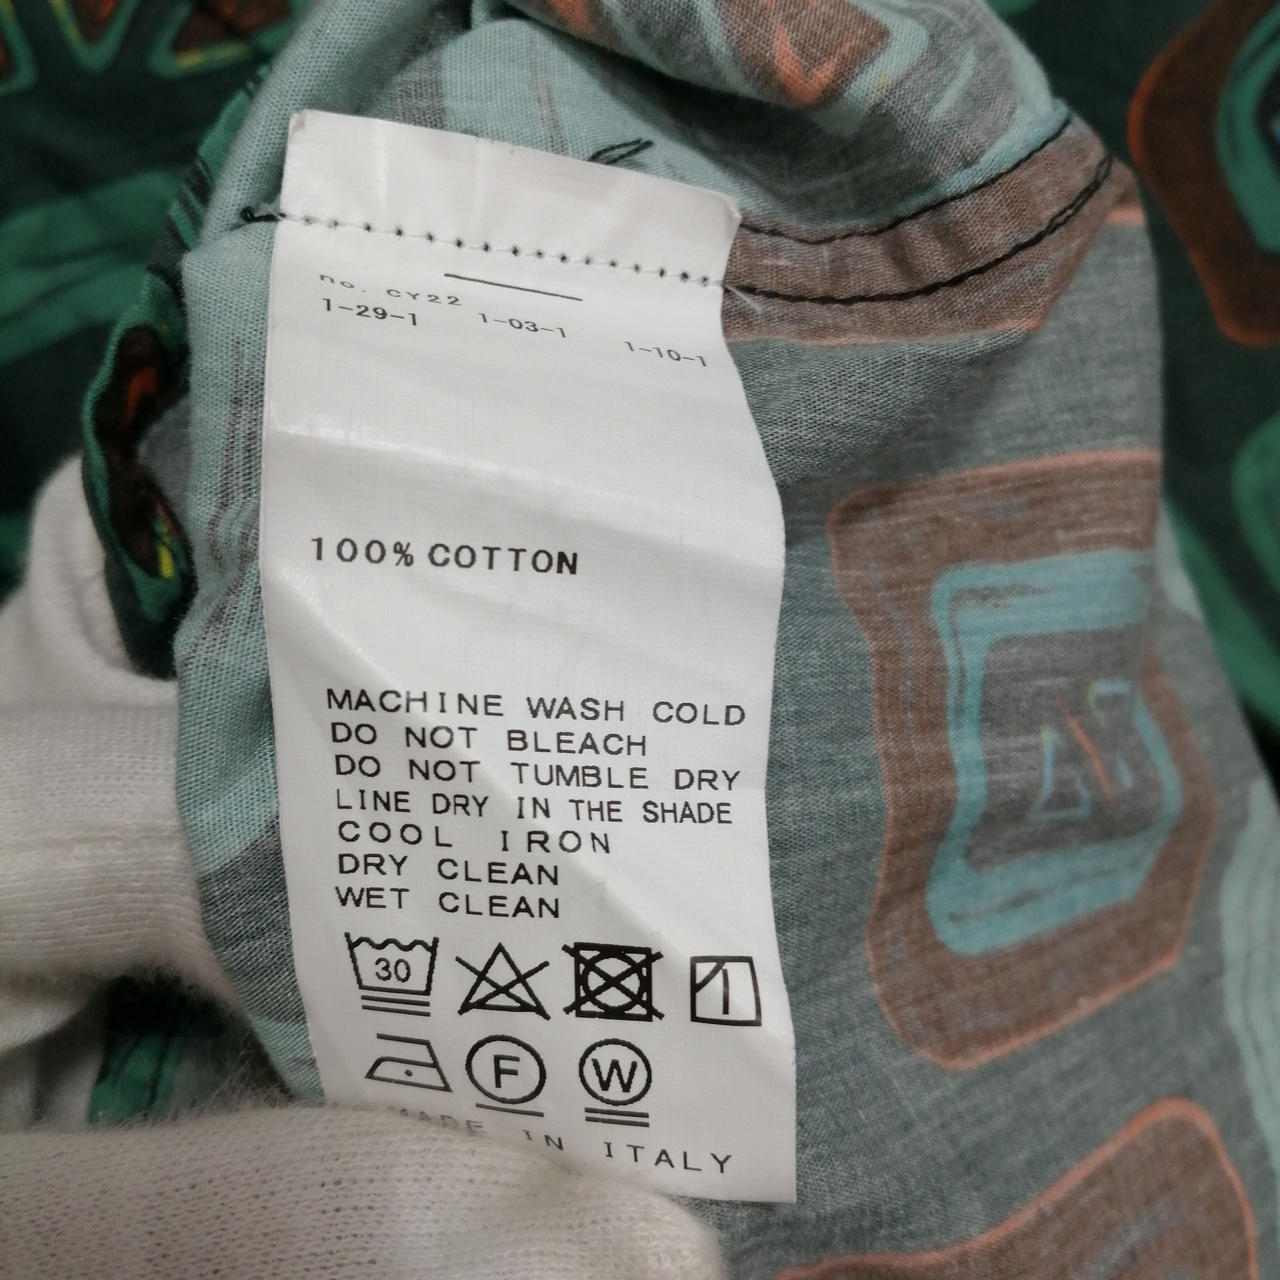 no. CY22
1-29-1 1-03-1 1-10-1
100% COTTON
MACHINE WASH COLD
DO NOT BLEACH
DO NOT TUMBLE DRY
LINE DRY IN THE SHADE
COOL IRON
DRY CLEAN
WET CLEAN
30
F W
MADE IN ITALY